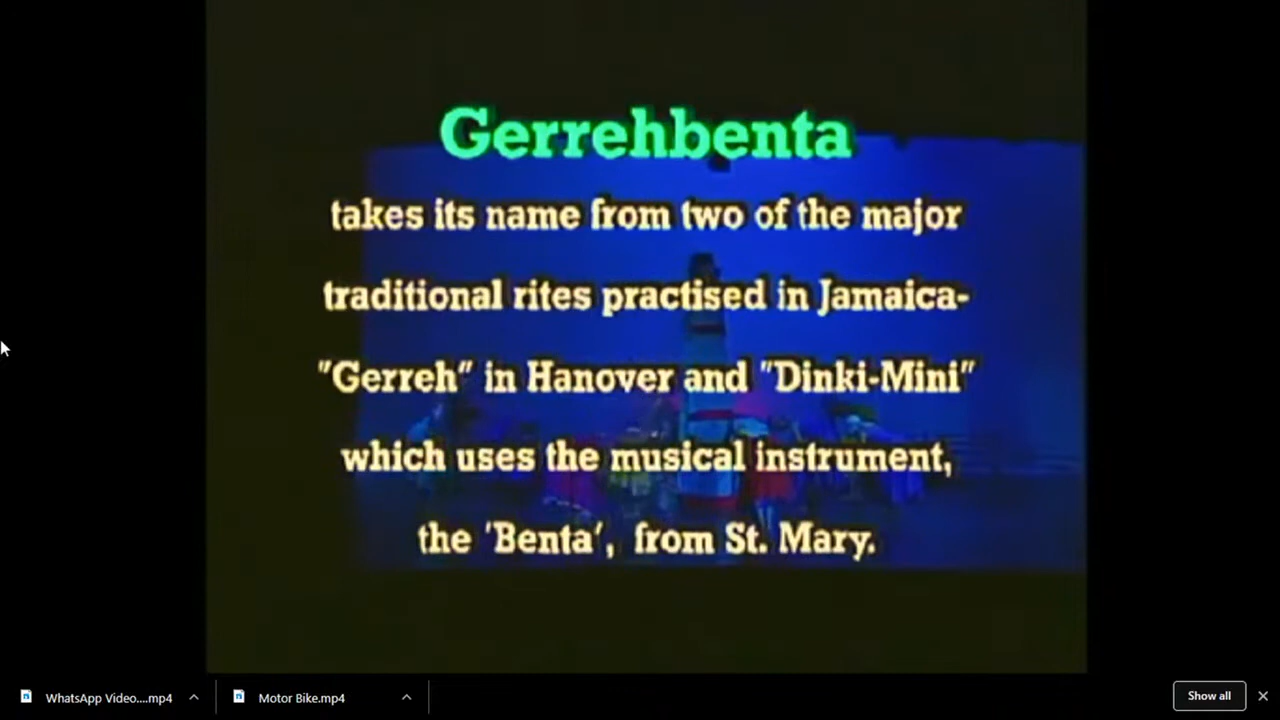 Gerrehbenta
takes its name from two of the major
traditional rites practised in Jamaica-
"Gerreh" in Hanover and "Dinki-Mini"
which uses the musical instrument,
the 'Benta', from St. Mary.
WhatsApp Video....mp4
Motor Bike.mp4
Show all